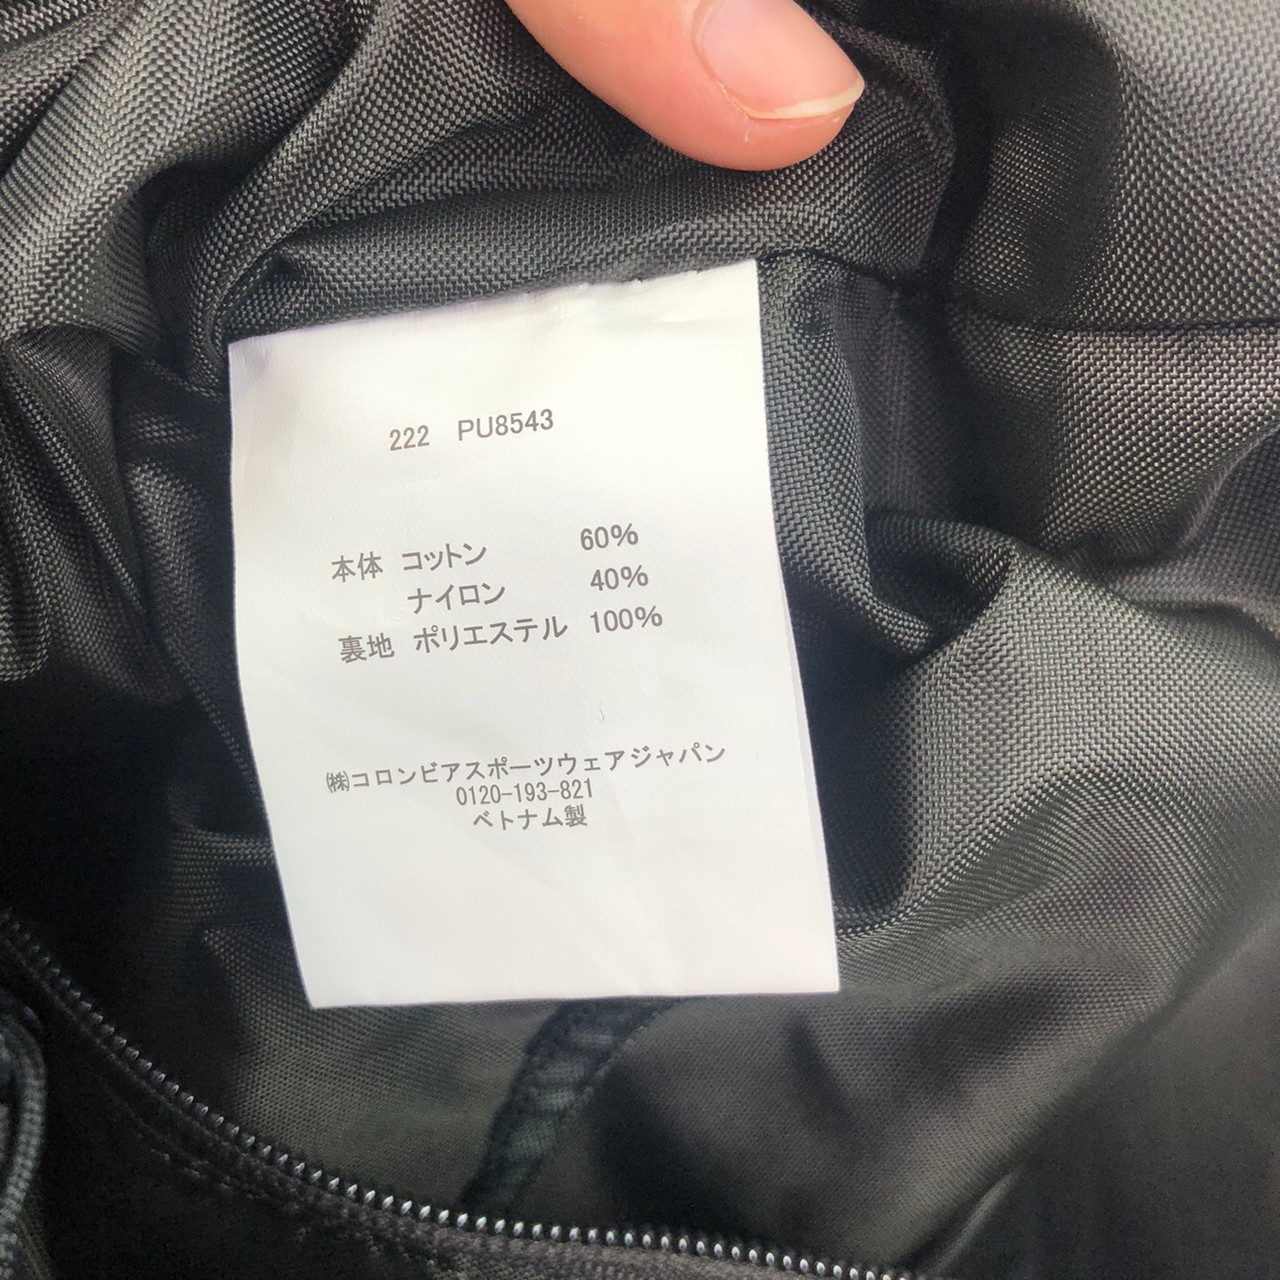 222 PU8543
本体 コットン 60%
ナイロン 40%
裏地 ポリエステル 100%
㈱コロンビアスポーツウェアジャパン
0120-193-821
ベトナム製